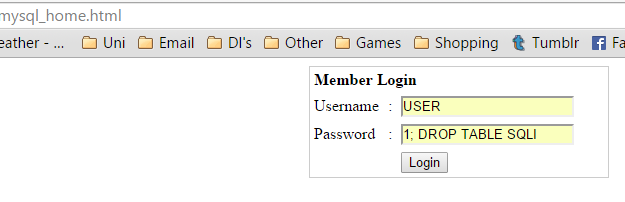 mysql_home.html
eather - ... Uni Email DI's Other Games Shopping Tumblr Fa
Member Login
Username : USER
Password : 1; DROP TABLE SQLI
Login